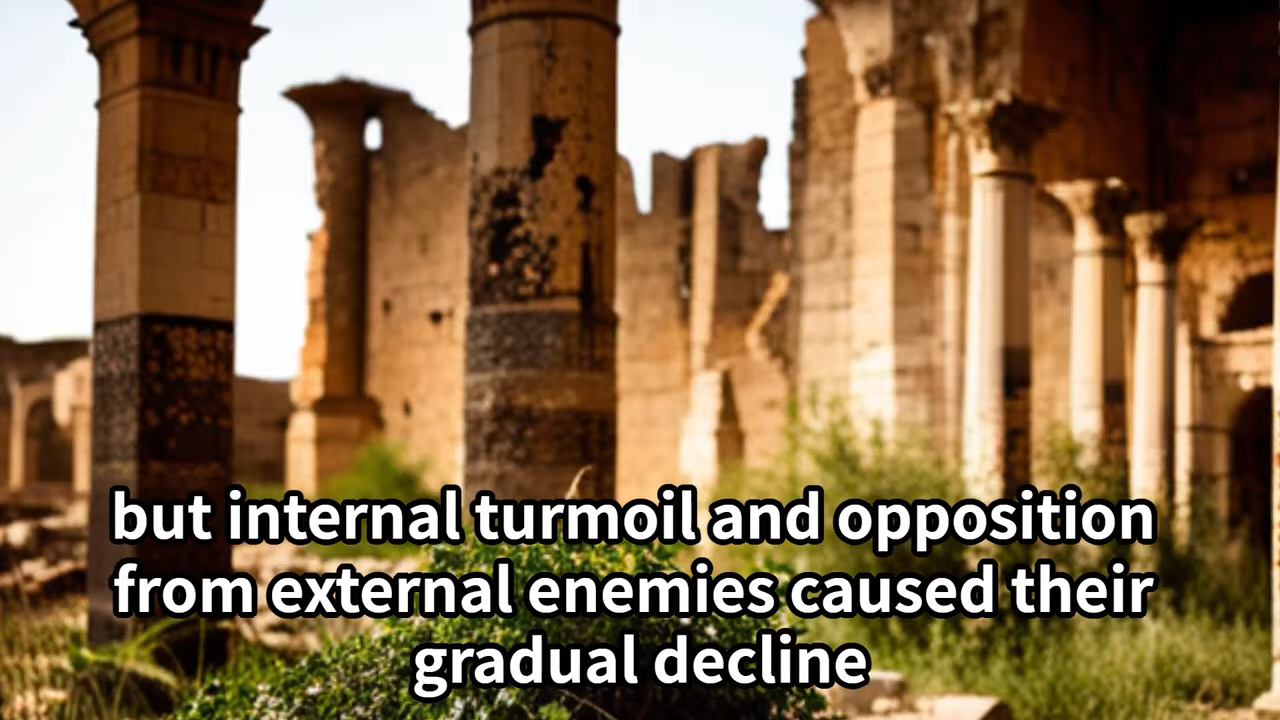 but internal turmoil and opposition
from external enemies caused their
gradual decline